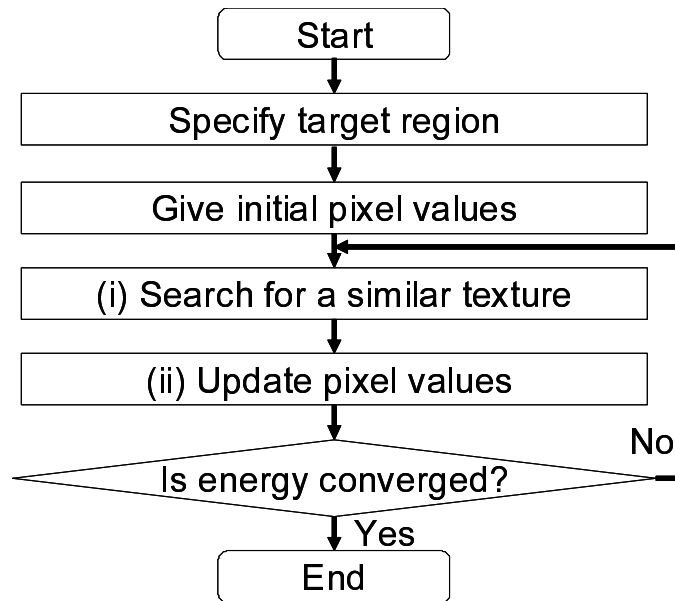 Start
Specify target region
Give initial pixel values
(i) Search for a similar texture
(ii) Update pixel values
No
Is energy converged?
Yes
End